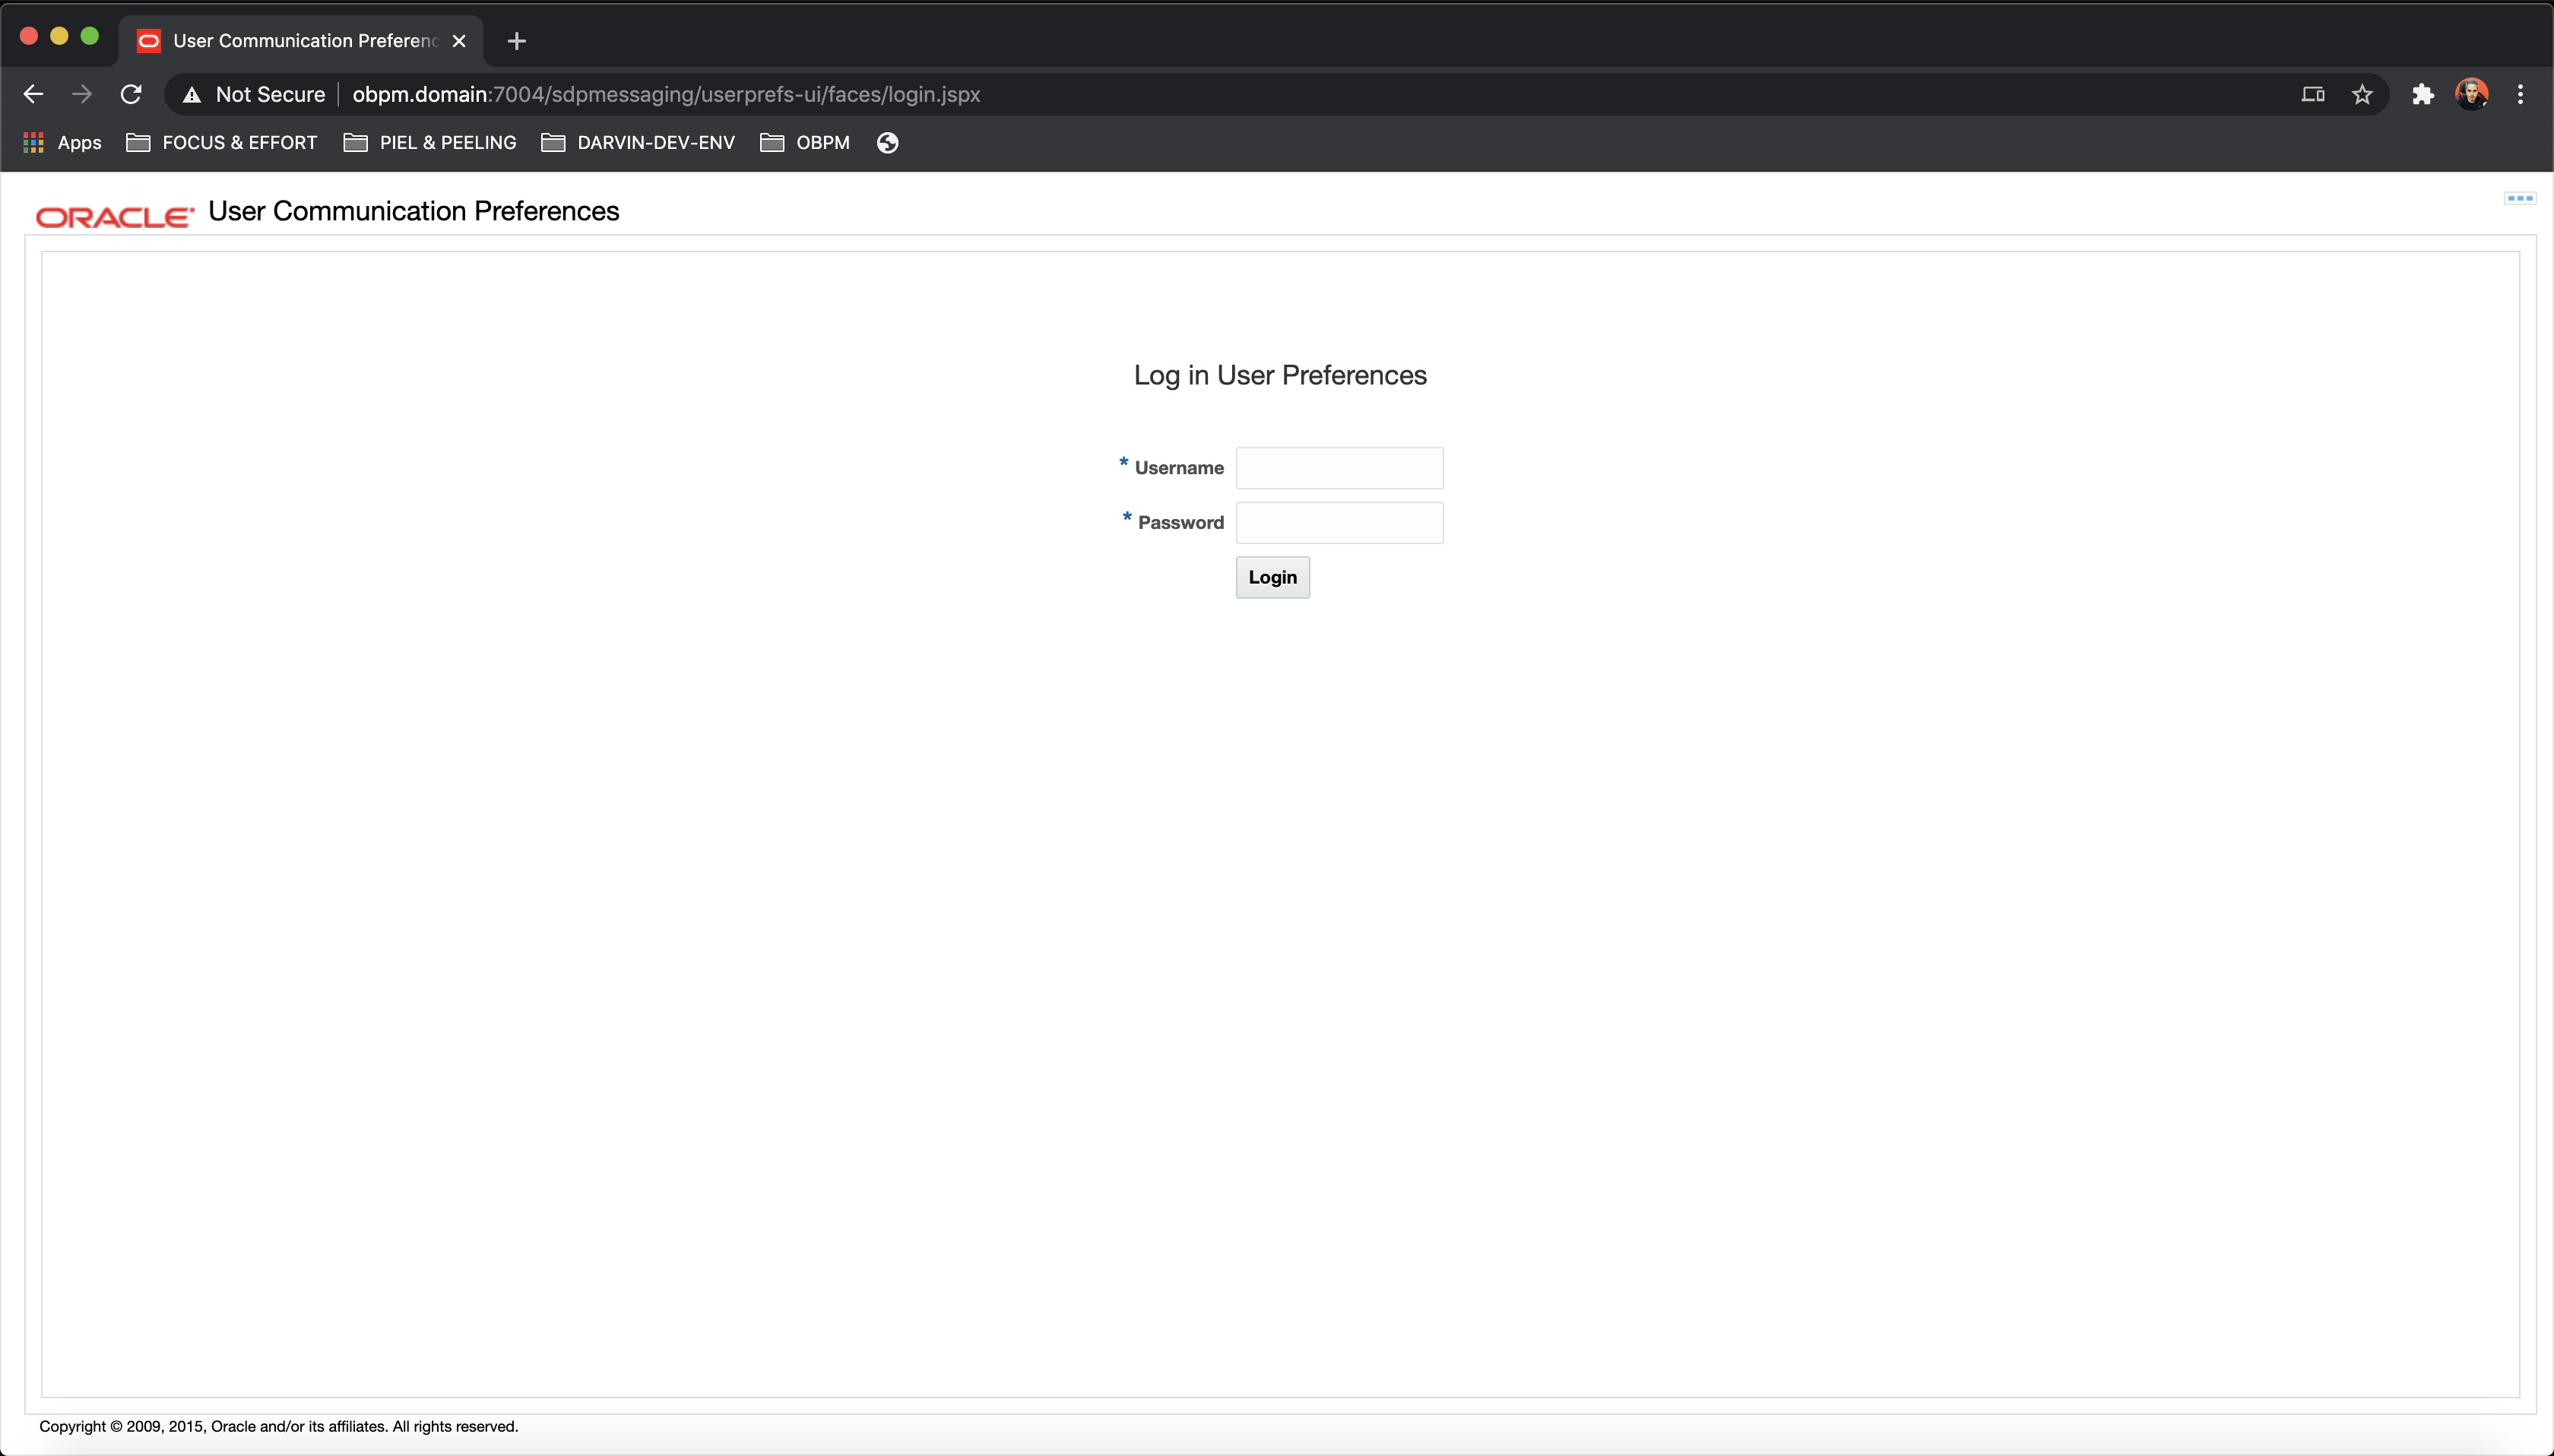 User Communication Preferenc
Not Secure obpm.domain:7004/sdpmessaging/userprefs-ui/faces/login.jspx
Apps FOCUS & EFFORT PIEL & PEELING DARVIN-DEV-ENV OBPM
ORACLE User Communication Preferences
Log in User Preferences
* Username
* Password
Login
Copyright © 2009, 2015, Oracle and/or its affiliates. All rights reserved.